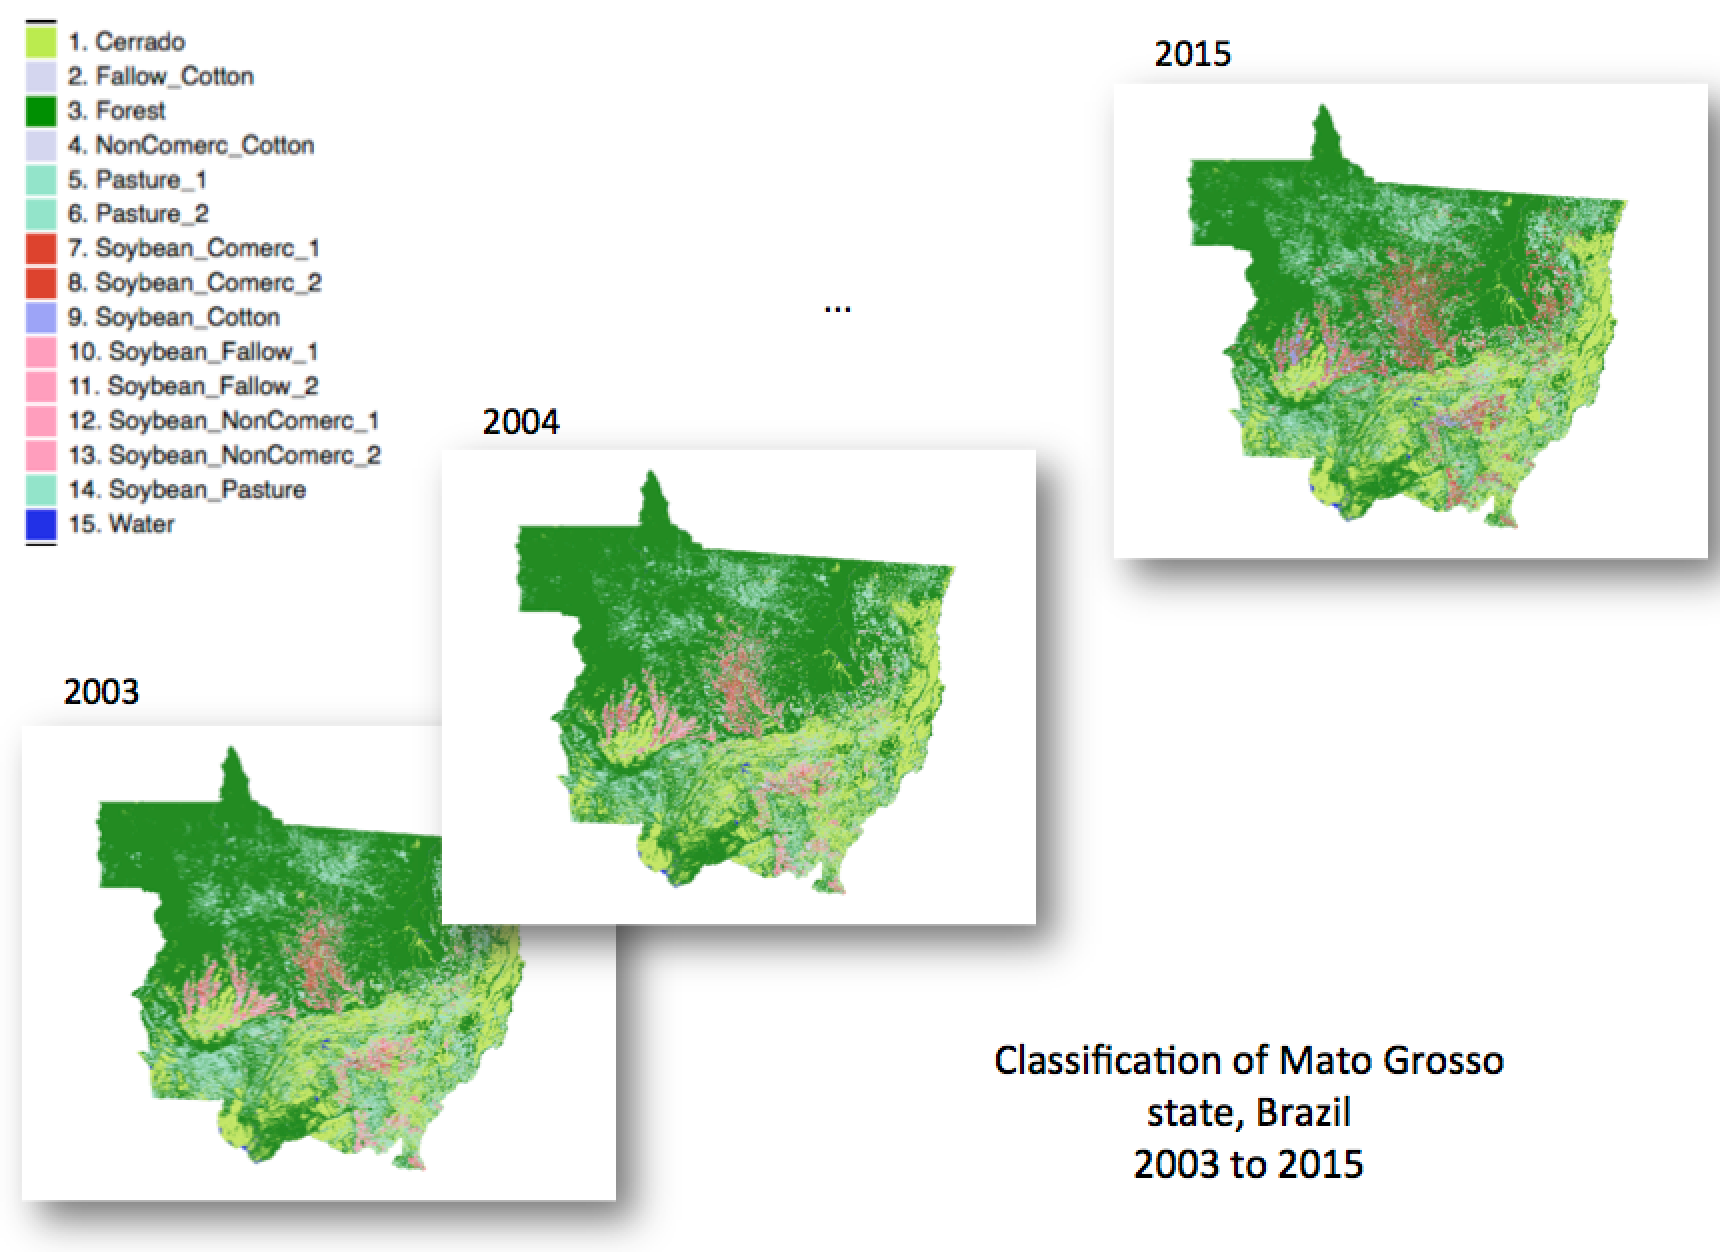 1. Cerrado
2. Fallow_Cotton
3. Forest
4. NonComerc_Cotton
5. Pasture_1
6. Pasture_2
7. Soybean_Comerc_1
8. Soybean_Comerc_2
9. Soybean_Cotton
10. Soybean_Fallow_1
11. Soybean_Fallow_2
12. Soybean_NonComerc_1
13. Soybean_NonComerc_2
14. Soybean_Pasture
15. Water
2003
2004
...
2015
Classification of Mato Grosso
state, Brazil
2003 to 2015